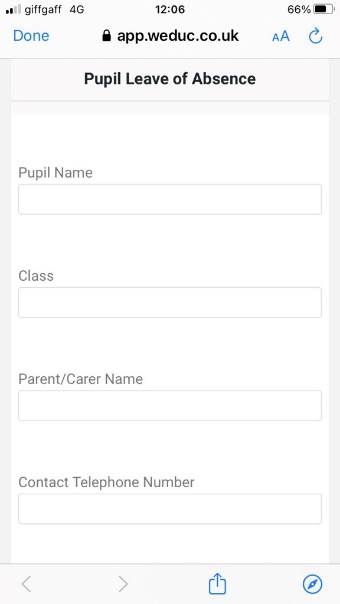 giffgaff 4G 12:06 66%
Done app.weduc.co.uk AA
Pupil Leave of Absence
Pupil Name
Class
Parent/Carer Name
Contact Telephone Number